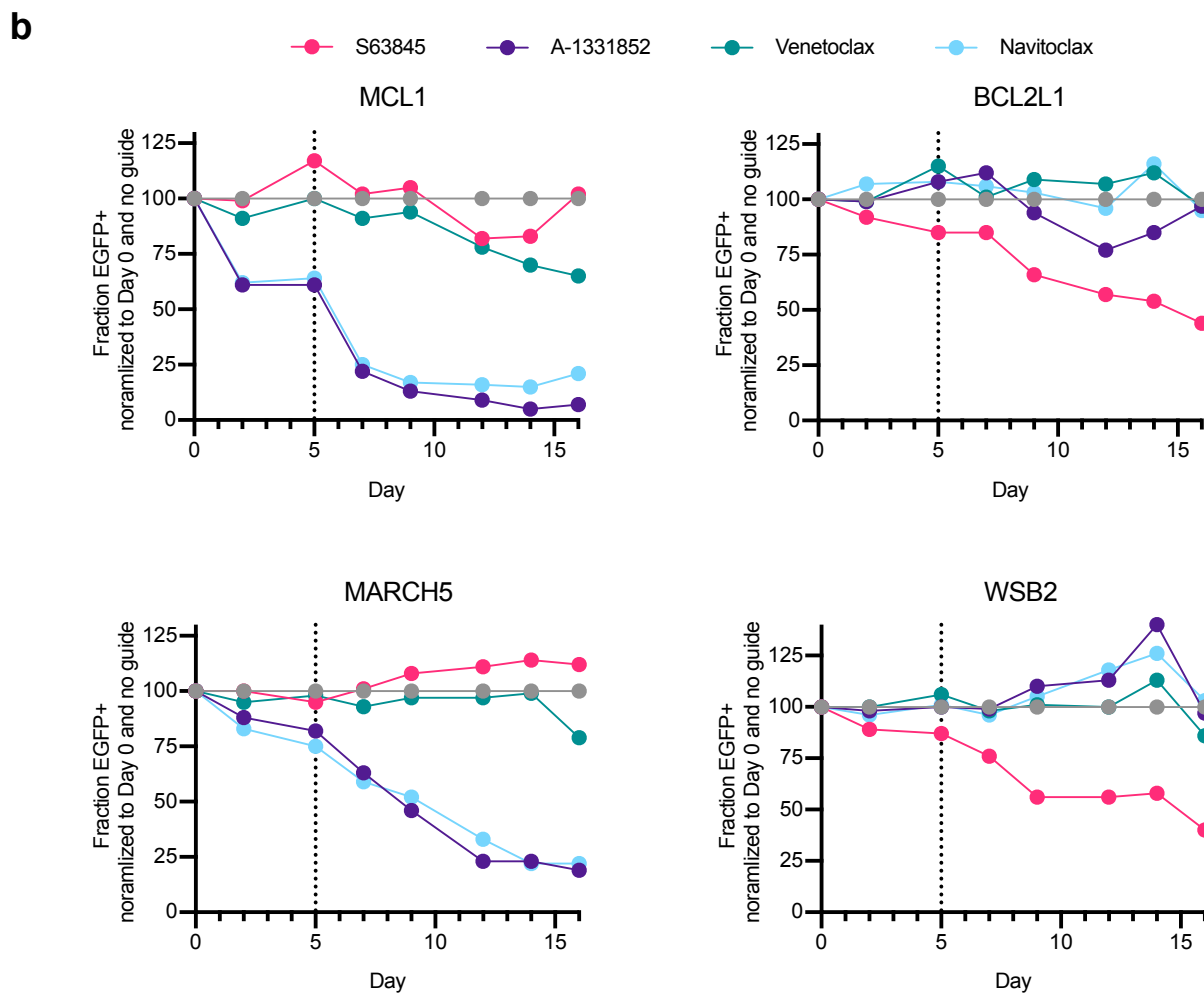 b
S63845 A-1331852 Venetoclax Navitoclax
MCL1
Fraction EGFP+
noramlized to Day 0 and no guide
125
100
75
50
25
0
0 5 10 15
Day
BCL2L1
Fraction EGFP+
noramlized to Day 0 and no guide
125
100
75
50
25
0
0 5 10 15
Day
MARCH5
Fraction EGFP+
noramlized to Day 0 and no guide
125
100
75
50
25
0
0 5 10 15
Day
WSB2
Fraction EGFP+
noramlized to Day 0 and no guide
125
100
75
50
25
0
0 5 10 15
Day